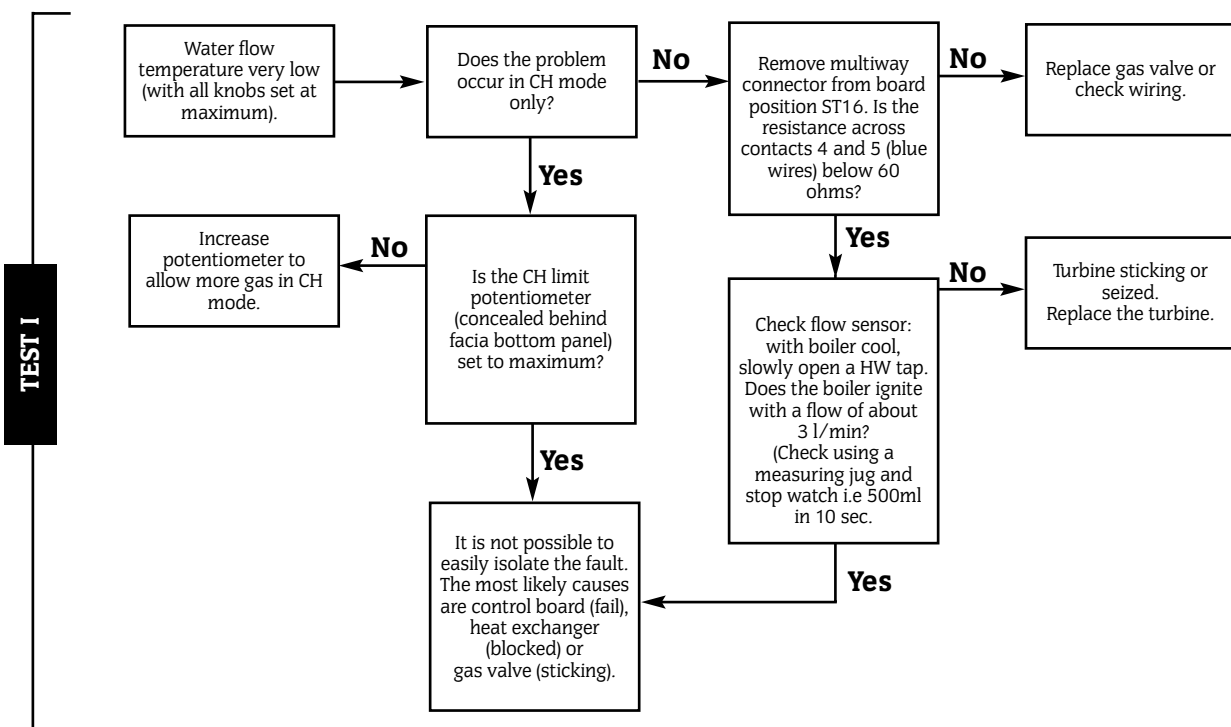 TEST I
Water flow
temperature very low
(with all knobs set at
maximum).
Does the problem
occur in CH mode
only?
No
Remove multiway
connector from board
position ST16. Is the
resistance across
contacts 4 and 5 (blue
wires) below 60
ohms?
No
Replace gas valve or
check wiring.
Yes
Yes
Increase
potentiometer to
allow more gas in CH
mode.
No
Is the CH limit
potentiometer
(concealed behind
facia bottom panel)
set to maximum?
Check flow sensor:
with boiler cool,
slowly open a HW tap.
Does the boiler ignite
with a flow of about
3 l/min?
(Check using a
measuring jug and
stop watch i.e 500ml
in 10 sec.
No
Turbine sticking or
seized.
Replace the turbine.
Yes
Yes
It is not possible to
easily isolate the fault.
The most likely causes
are control board (fail),
heat exchanger
(blocked) or
gas valve (sticking).